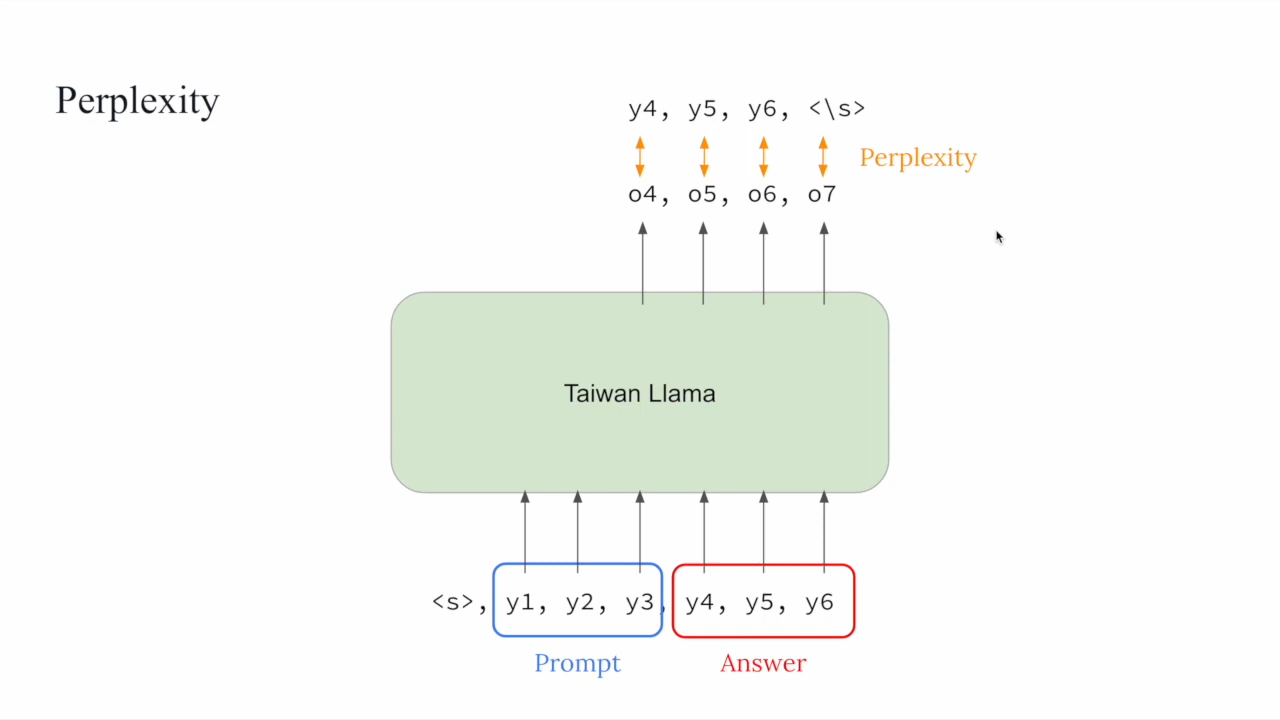 Perplexity
y4, y5, y6, <\s>
Perplexity
o4, o5, o6, o7
Taiwan Llama
<s>, y1, y2, y3, y4, y5, y6
Prompt
Answer